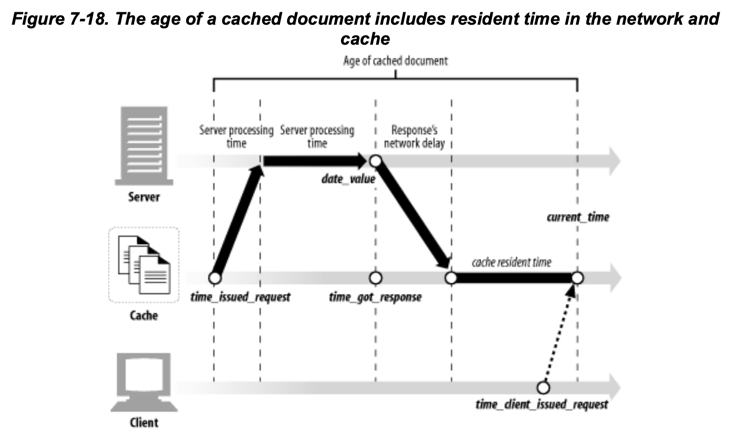 Figure 7-18. The age of a cached document includes resident time in the network and
cache
Age of cached document
Server processing
time
Server processing
time
Response's
network delay
date_value
Server
current_time
cache resident time
time_issued_request
time_got_response
Cache
time_client_issued_request
Client